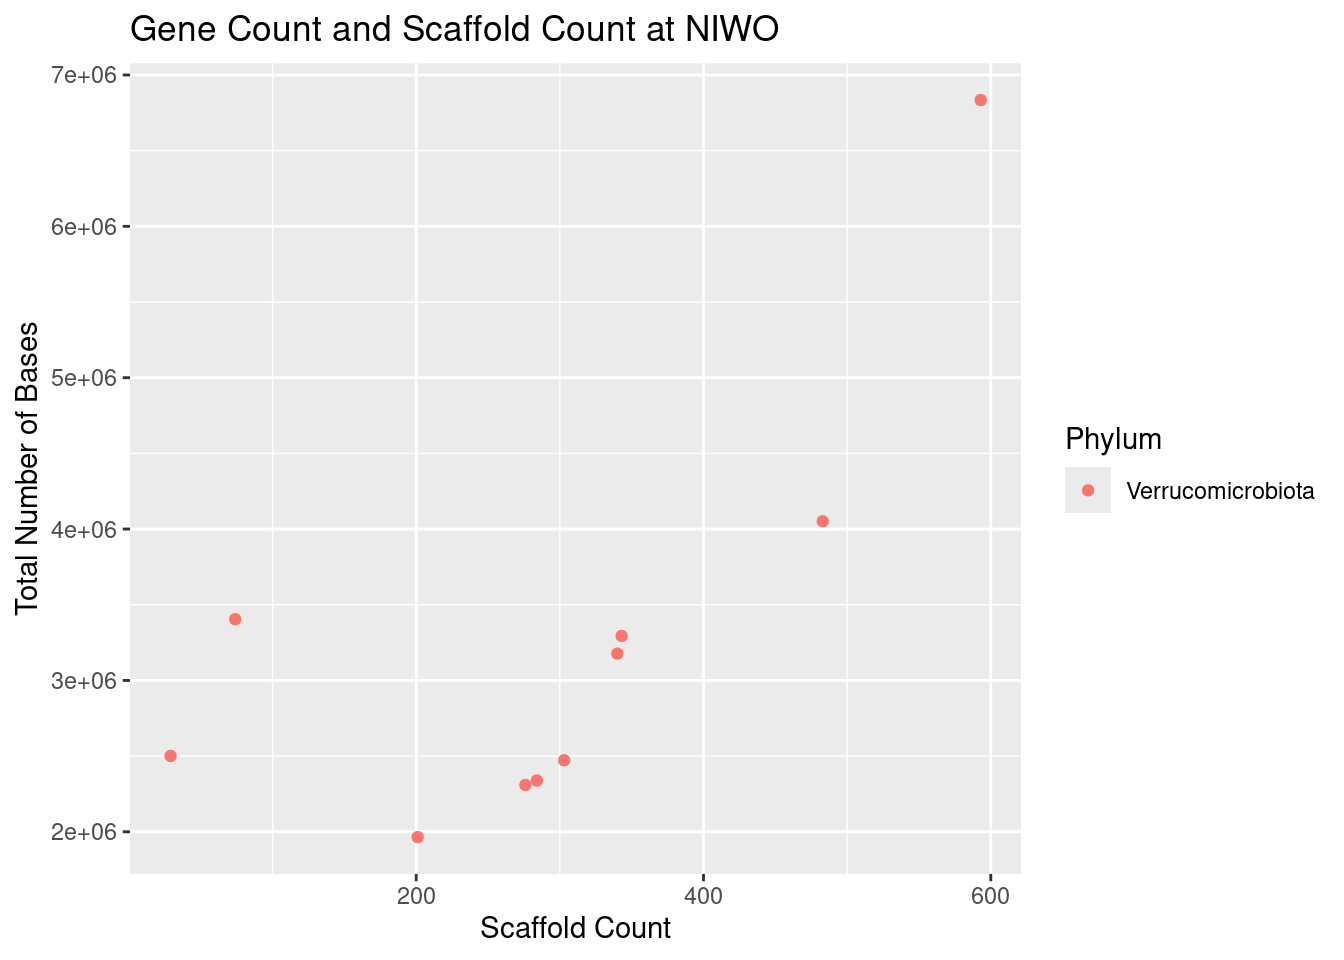 Gene Count and Scaffold Count at NIWO
7e+06
6e+06
5e+06
4e+06
3e+06
2e+06
Total Number of Bases
200
400
600
Scaffold Count
Phylum
Verrucomicrobiota